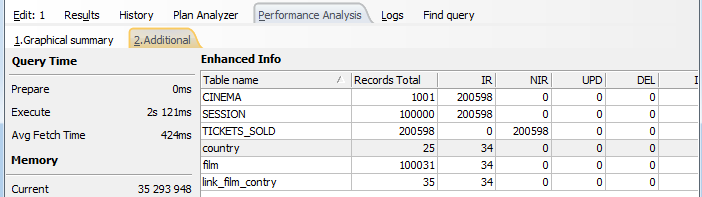 Edit: 1 Results History Plan Analyzer Performance Analysis Logs Find query
1.Graphical summary 2.Additional
Query Time
Prepare 0ms
Execute 2s 121ms
Avg Fetch Time 424ms
Memory
Current 35 293 948
Enhanced Info
Table name Records Total IR NIR UPD DEL I
CINEMA 1001 200598 0 0 0
SESSION 100000 200598 0 0 0
TICKETS_SOLD 200598 0 200598 0 0
country 25 34 0 0 0
film 100031 34 0 0 0
link_film_contry 35 34 0 0 0